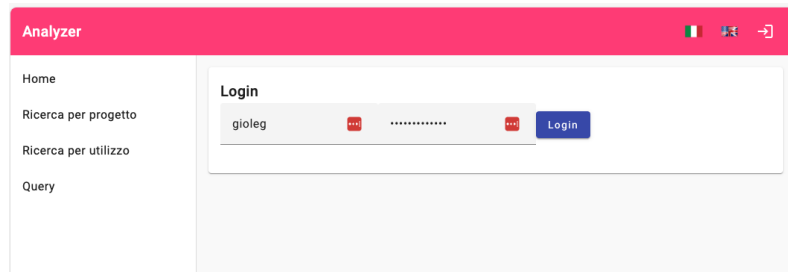 Analyzer
Home
Ricerca per progetto
Ricerca per utilizzo
Query
Login
gioleg
•••••••••••••
Login